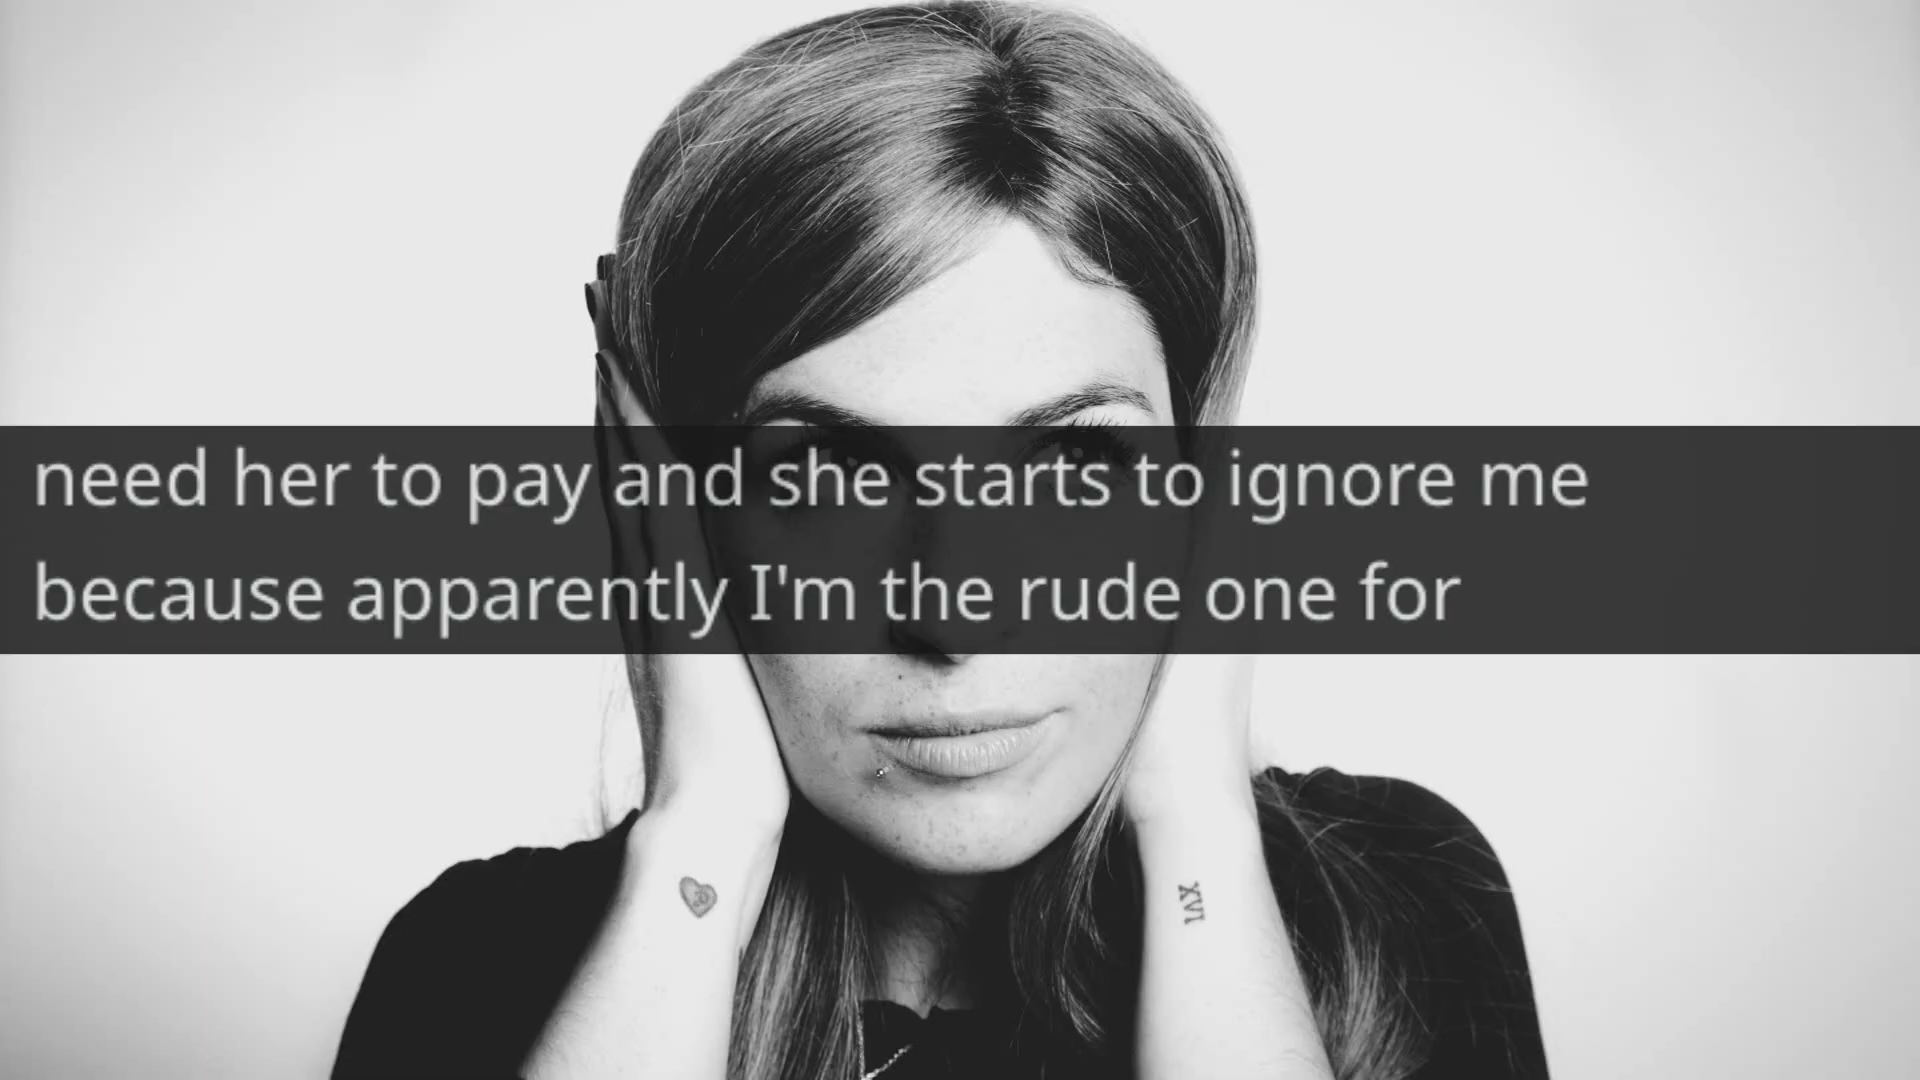 need her to pay and she starts to ignore me
because apparently I'm the rude one for
XVI